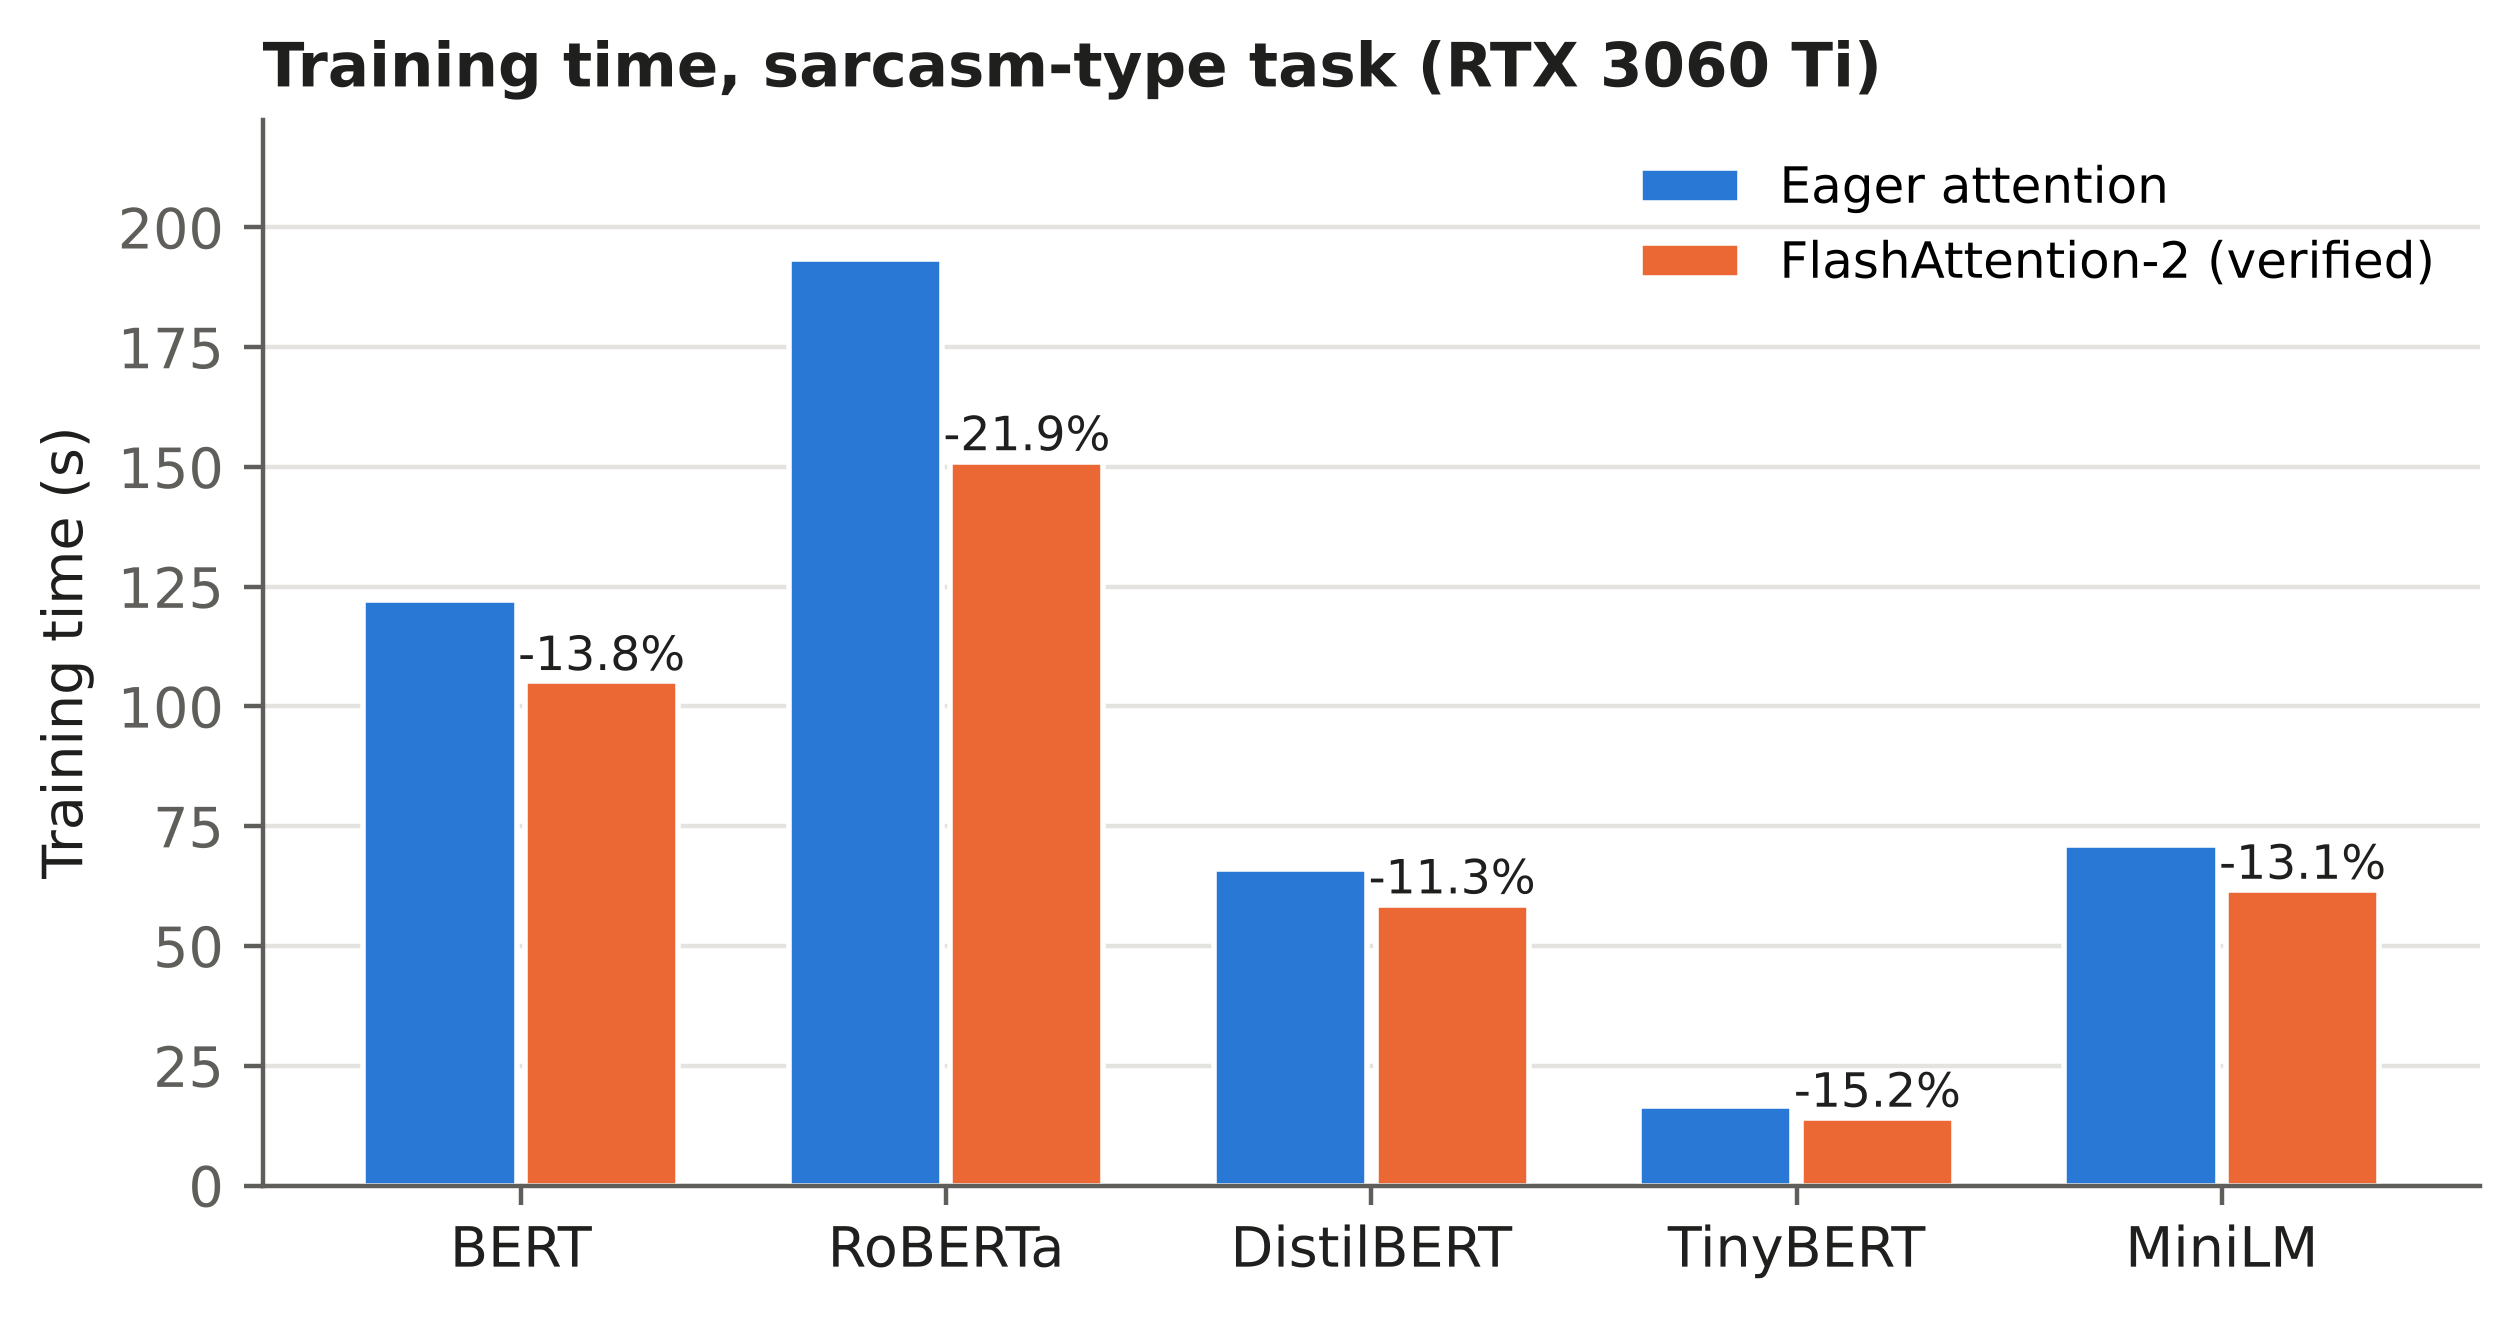 Training time, sarcasm-type task (RTX 3060 Ti)
Eager attention
FlashAttention-2 (verified)
Training time (s)
200
175
150
125
100
75
50
25
0
-13.8%
-21.9%
-11.3%
-15.2%
-13.1%
BERT
RoBERTa
DistilBERT
TinyBERT
MiniLM